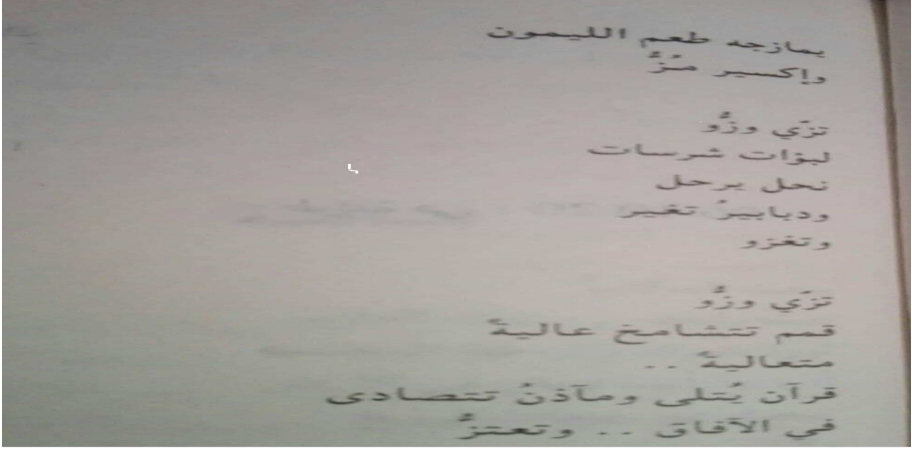 يمازجه طعم الليمون
وإكسير مُزُّ
تزّي وزُّو
لبؤات شرسات
نحل يرحل
ودبابيرُ تغير
وتغزو
تزّي وزُّو
قمم تتشامخ عاليةً
متعاليةً ..
قرآن يُتلى ومآذنُ تتصادى
في الآفاق .. وتعتزُّ